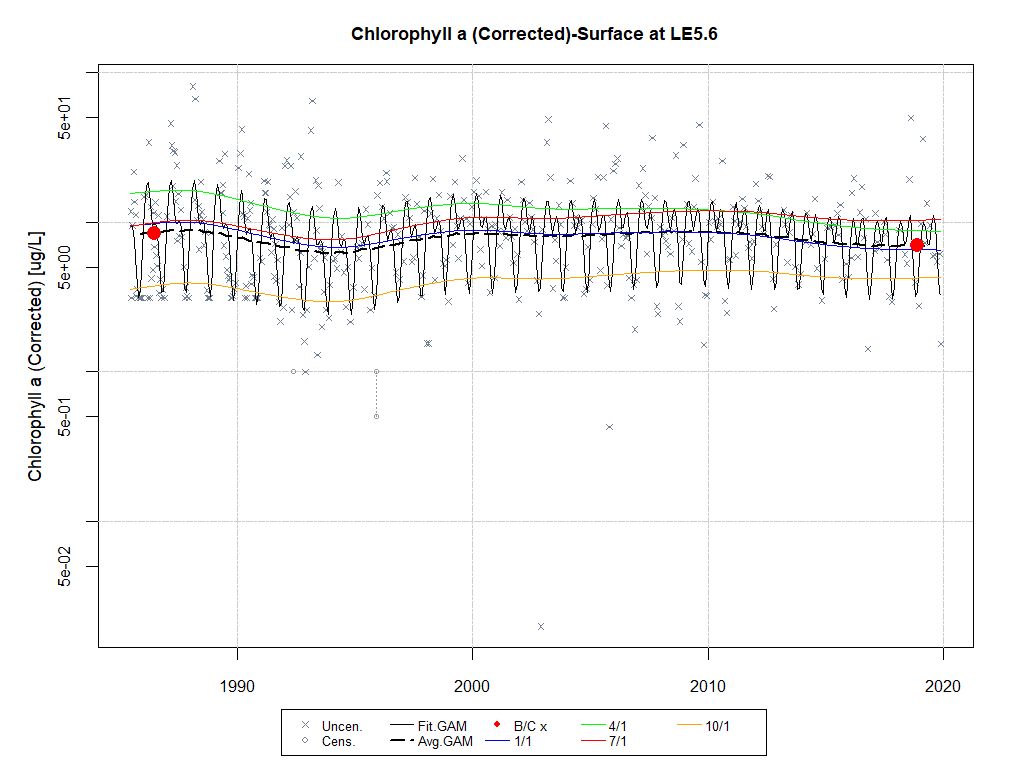 Chlorophyll a (Corrected)-Surface at LE5.6
Chlorophyll a (Corrected) [ug/L]
5e+01
5e+00
5e-01
5e-02
1990 2000 2010 2020
Uncen. Fit.GAM B/C x 4/1 10/1
Cens. Avg.GAM 1/1 7/1